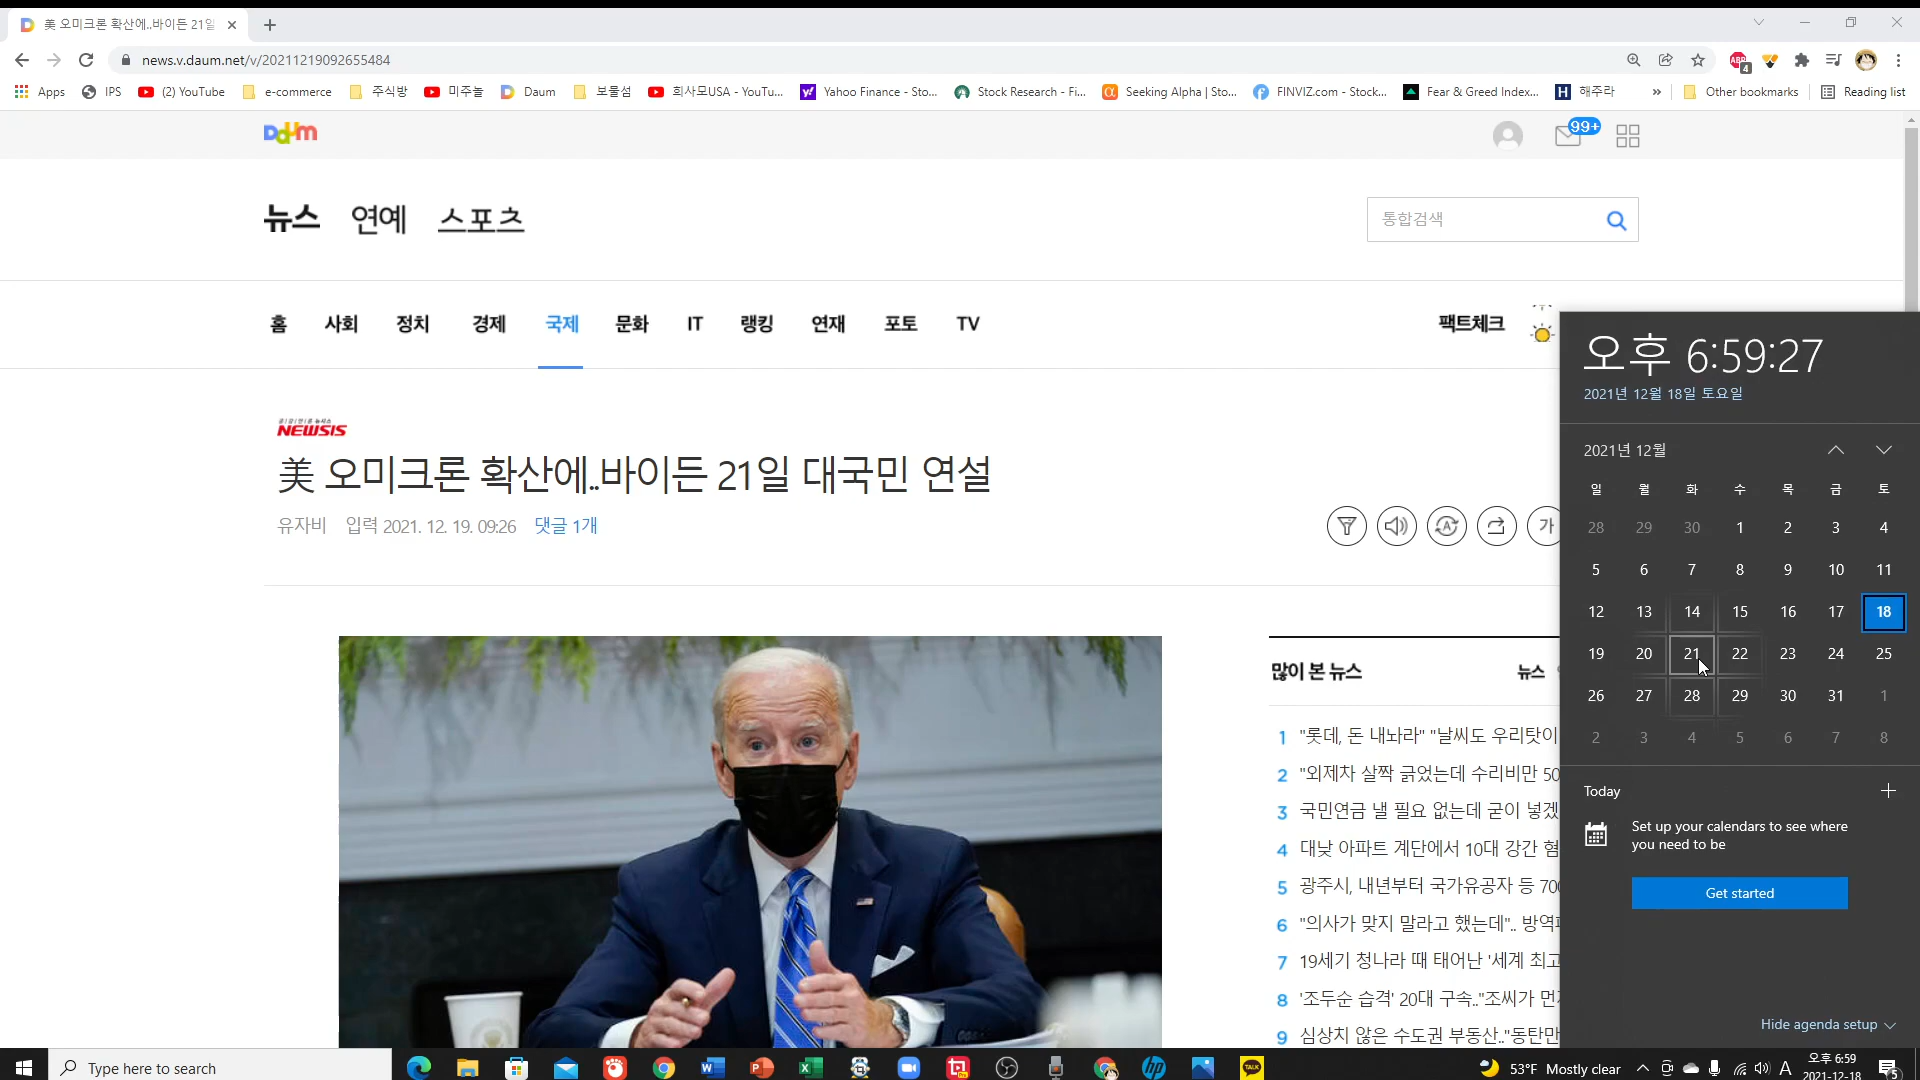 美 오미크론 확산에..바이든 21일
news.v.daum.net/v/20211219092655484
Apps IPS (2) YouTube e-commerce 주식방 미주놀 Daum 보물섬 희사모USA - YouTu... Yahoo Finance - Sto... Stock Research - Fi... Seeking Alpha | Sto... FINVIZ.com - Stock... Fear & Greed Index... 해주라 » Other bookmarks Reading list
Daum
99+
뉴스 연예 스포츠
통합검색
홈 사회 정치 경제 국제 문화 IT 랭킹 연재 포토 TV
팩트체크
NEWSIS
美 오미크론 확산에..바이든 21일 대국민 연설
유자비 입력 2021. 12. 19. 09:26 댓글 1개
가
많이 본 뉴스 뉴스
1 "롯데, 돈 내놔라" "날씨도 우리탓이
2 "외제차 살짝 긁었는데 수리비만 50
3 국민연금 낼 필요 없는데 굳이 넣겠
4 대낮 아파트 계단에서 10대 강간 혐
5 광주시, 내년부터 국가유공자 등 700
6 "의사가 맞지 말라고 했는데".. 방역
7 19세기 청나라 때 태어난 '세계 최고
8 '조두순 습격' 20대 구속.."조씨가 먼
9 심상치 않은 수도권 부동산.."동탄만
오후 6:59:27
2021년 12월 18일 토요일
2021년 12월
일 월 화 수 목 금 토
28 29 30 1 2 3 4
5 6 7 8 9 10 11
12 13 14 15 16 17 18
19 20 21 22 23 24 25
26 27 28 29 30 31 1
2 3 4 5 6 7 8
Today
Set up your calendars to see where
you need to be
Get started
Hide agenda setup
Type here to search
53°F Mostly clear
A
오후 6:59
2021-12-18
5